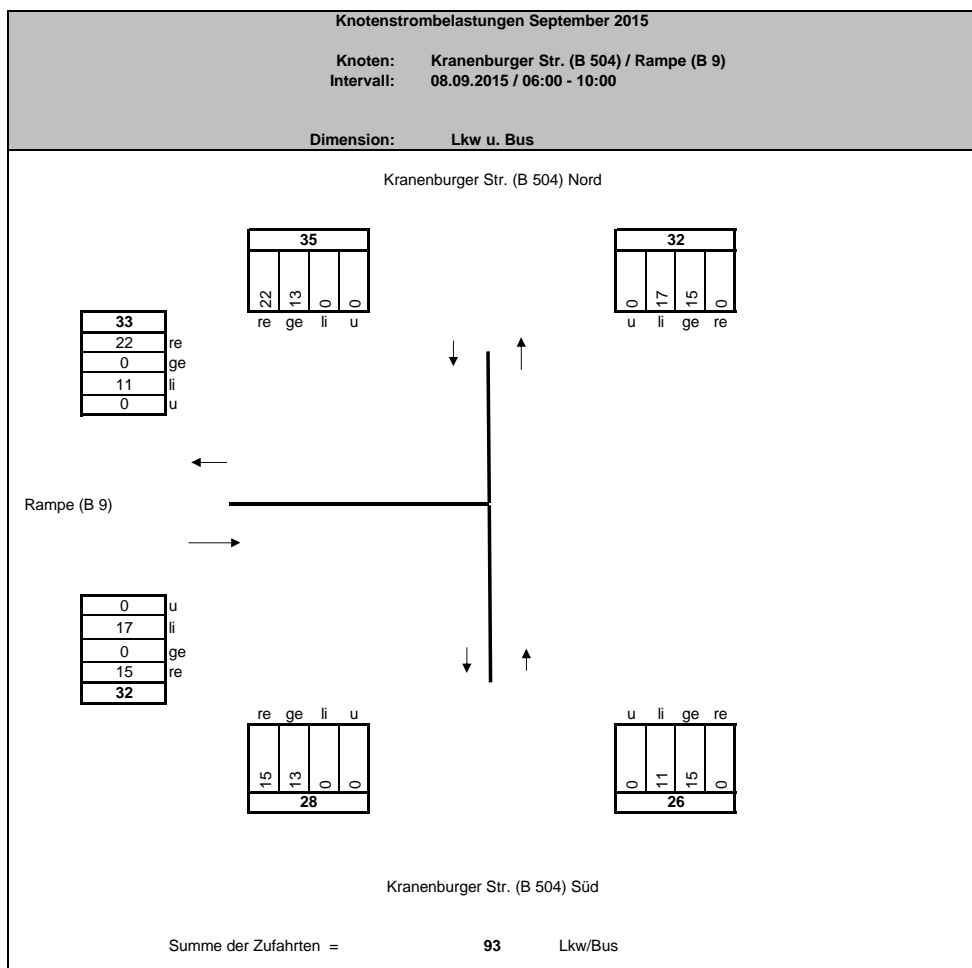 Knotenstrombelastungen September 2015
Knoten: Kranenburger Str. (B 504) / Rampe (B 9)
Intervall: 08.09.2015 / 06:00 - 10:00
Dimension: Lkw u. Bus
Kranenburger Str. (B 504) Nord
35
22 13 0 0
re ge li u
32
0 17 15 0
u li ge re
33
22 re
0 ge
11 li
0 u
Rampe (B 9)
0 u
17 li
0 ge
15 re
32
re ge li u
15 13 0 0
28
u li ge re
0 11 15 0
26
Kranenburger Str. (B 504) Süd
Summe der Zufahrten = 93 Lkw/Bus